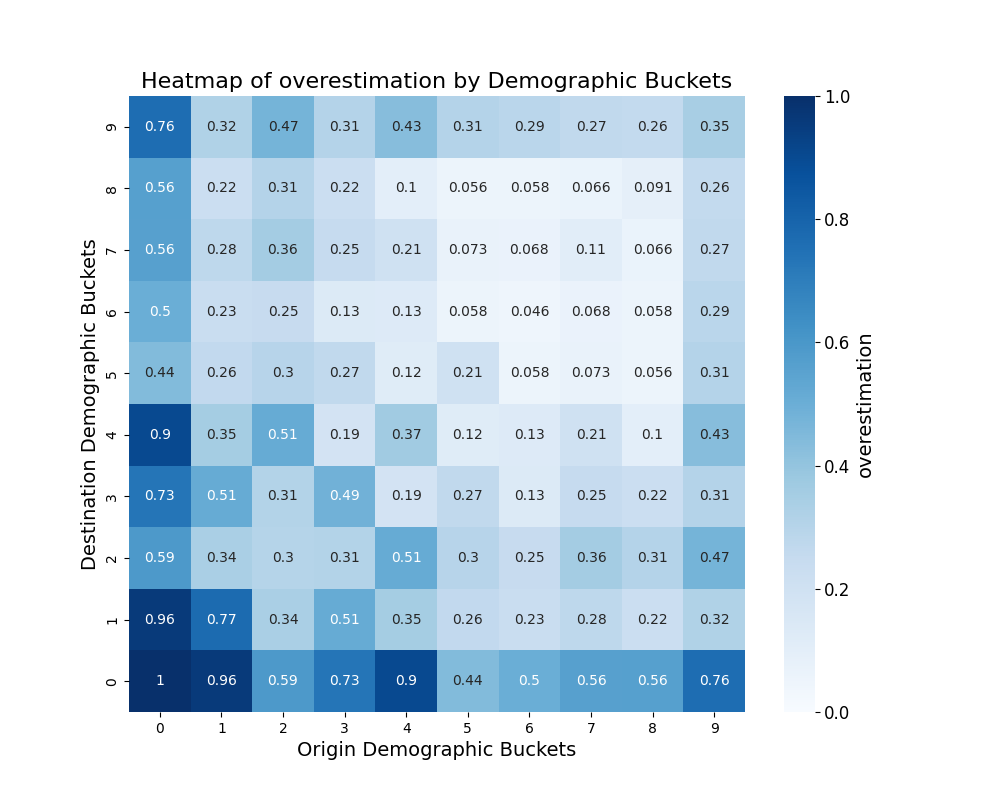 Heatmap of overestimation by Demographic Buckets
9 0.76 0.32 0.47 0.31 0.43 0.31 0.29 0.27 0.26 0.35
8 0.56 0.22 0.31 0.22 0.1 0.056 0.058 0.066 0.091 0.26
7 0.56 0.28 0.36 0.25 0.21 0.073 0.068 0.11 0.066 0.27
6 0.5 0.23 0.25 0.13 0.13 0.058 0.046 0.068 0.058 0.29
5 0.44 0.26 0.3 0.27 0.12 0.21 0.058 0.073 0.056 0.31
4 0.9 0.35 0.51 0.19 0.37 0.12 0.13 0.21 0.1 0.43
3 0.73 0.51 0.31 0.49 0.19 0.27 0.13 0.25 0.22 0.31
2 0.59 0.34 0.3 0.31 0.51 0.3 0.25 0.36 0.31 0.47
1 0.96 0.77 0.34 0.51 0.35 0.26 0.23 0.28 0.22 0.32
0 1 0.96 0.59 0.73 0.9 0.44 0.5 0.56 0.56 0.76
0 1 2 3 4 5 6 7 8 9
Origin Demographic Buckets
Destination Demographic Buckets
1.0
0.8
0.6
0.4
0.2
0.0
overestimation